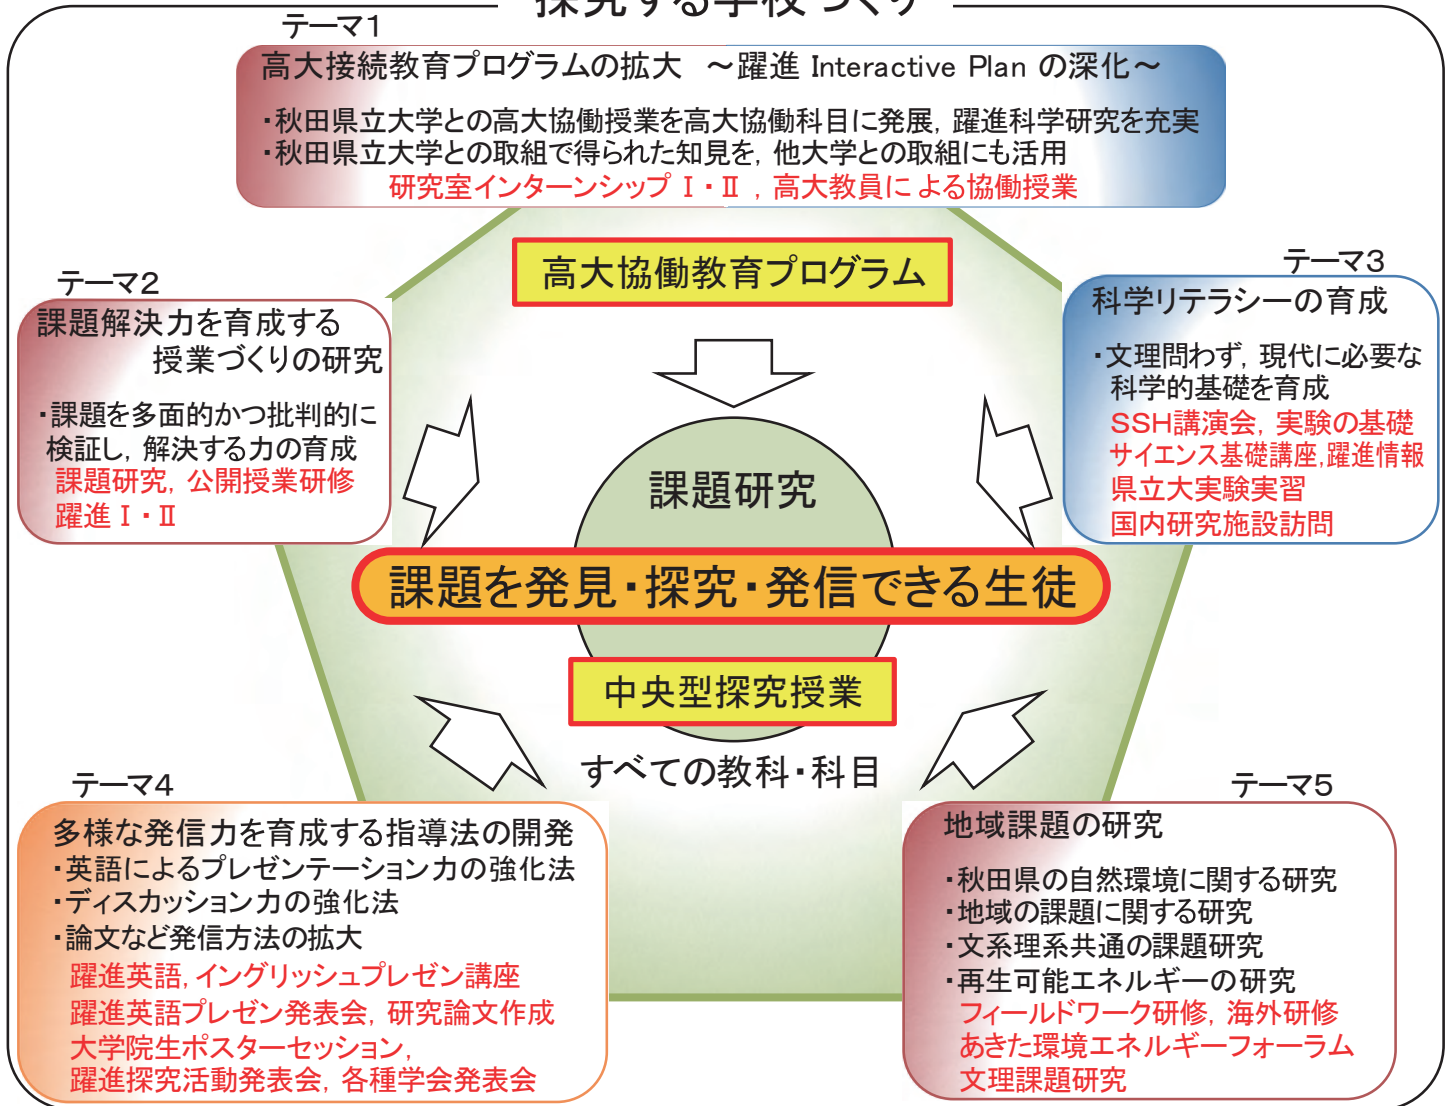 探究する学校づくり
テーマ1
高大接続教育プログラムの拡大　～躍進 Interactive Plan の深化～
・秋田県立大学との高大協働授業を高大協働科目に発展，躍進科学研究を充実
・秋田県立大学との取組で得られた知見を，他大学との取組にも活用
研究室インターンシップ Ⅰ・Ⅱ ，高大教員による協働授業
高大協働教育プログラム
テーマ2
課題解決力を育成する
授業づくりの研究
・課題を多面的かつ批判的に
検証し，解決する力の育成
課題研究，公開授業研修
躍進 Ⅰ・Ⅱ
テーマ3
科学リテラシーの育成
・文理問わず，現代に必要な
科学的基礎を育成
SSH講演会，実験の基礎
サイエンス基礎講座，躍進情報
県立大実験実習
国内研究施設訪問
課題研究
課題を発見・探究・発信できる生徒
中央型探究授業
すべての教科・科目
テーマ4
多様な発信力を育成する指導法の開発
・英語によるプレゼンテーション力の強化法
・ディスカッション力の強化法
・論文など発信方法の拡大
躍進英語，イングリッシュプレゼン講座
躍進英語プレゼン発表会，研究論文作成
大学院生ポスターセッション，
躍進探究活動発表会，各種学会発表会
テーマ5
地域課題の研究
・秋田県の自然環境に関する研究
・地域の課題に関する研究
・文系理系共通の課題研究
・再生可能エネルギーの研究
フィールドワーク研修，海外研修
あきた環境エネルギーフォーラム
文理課題研究